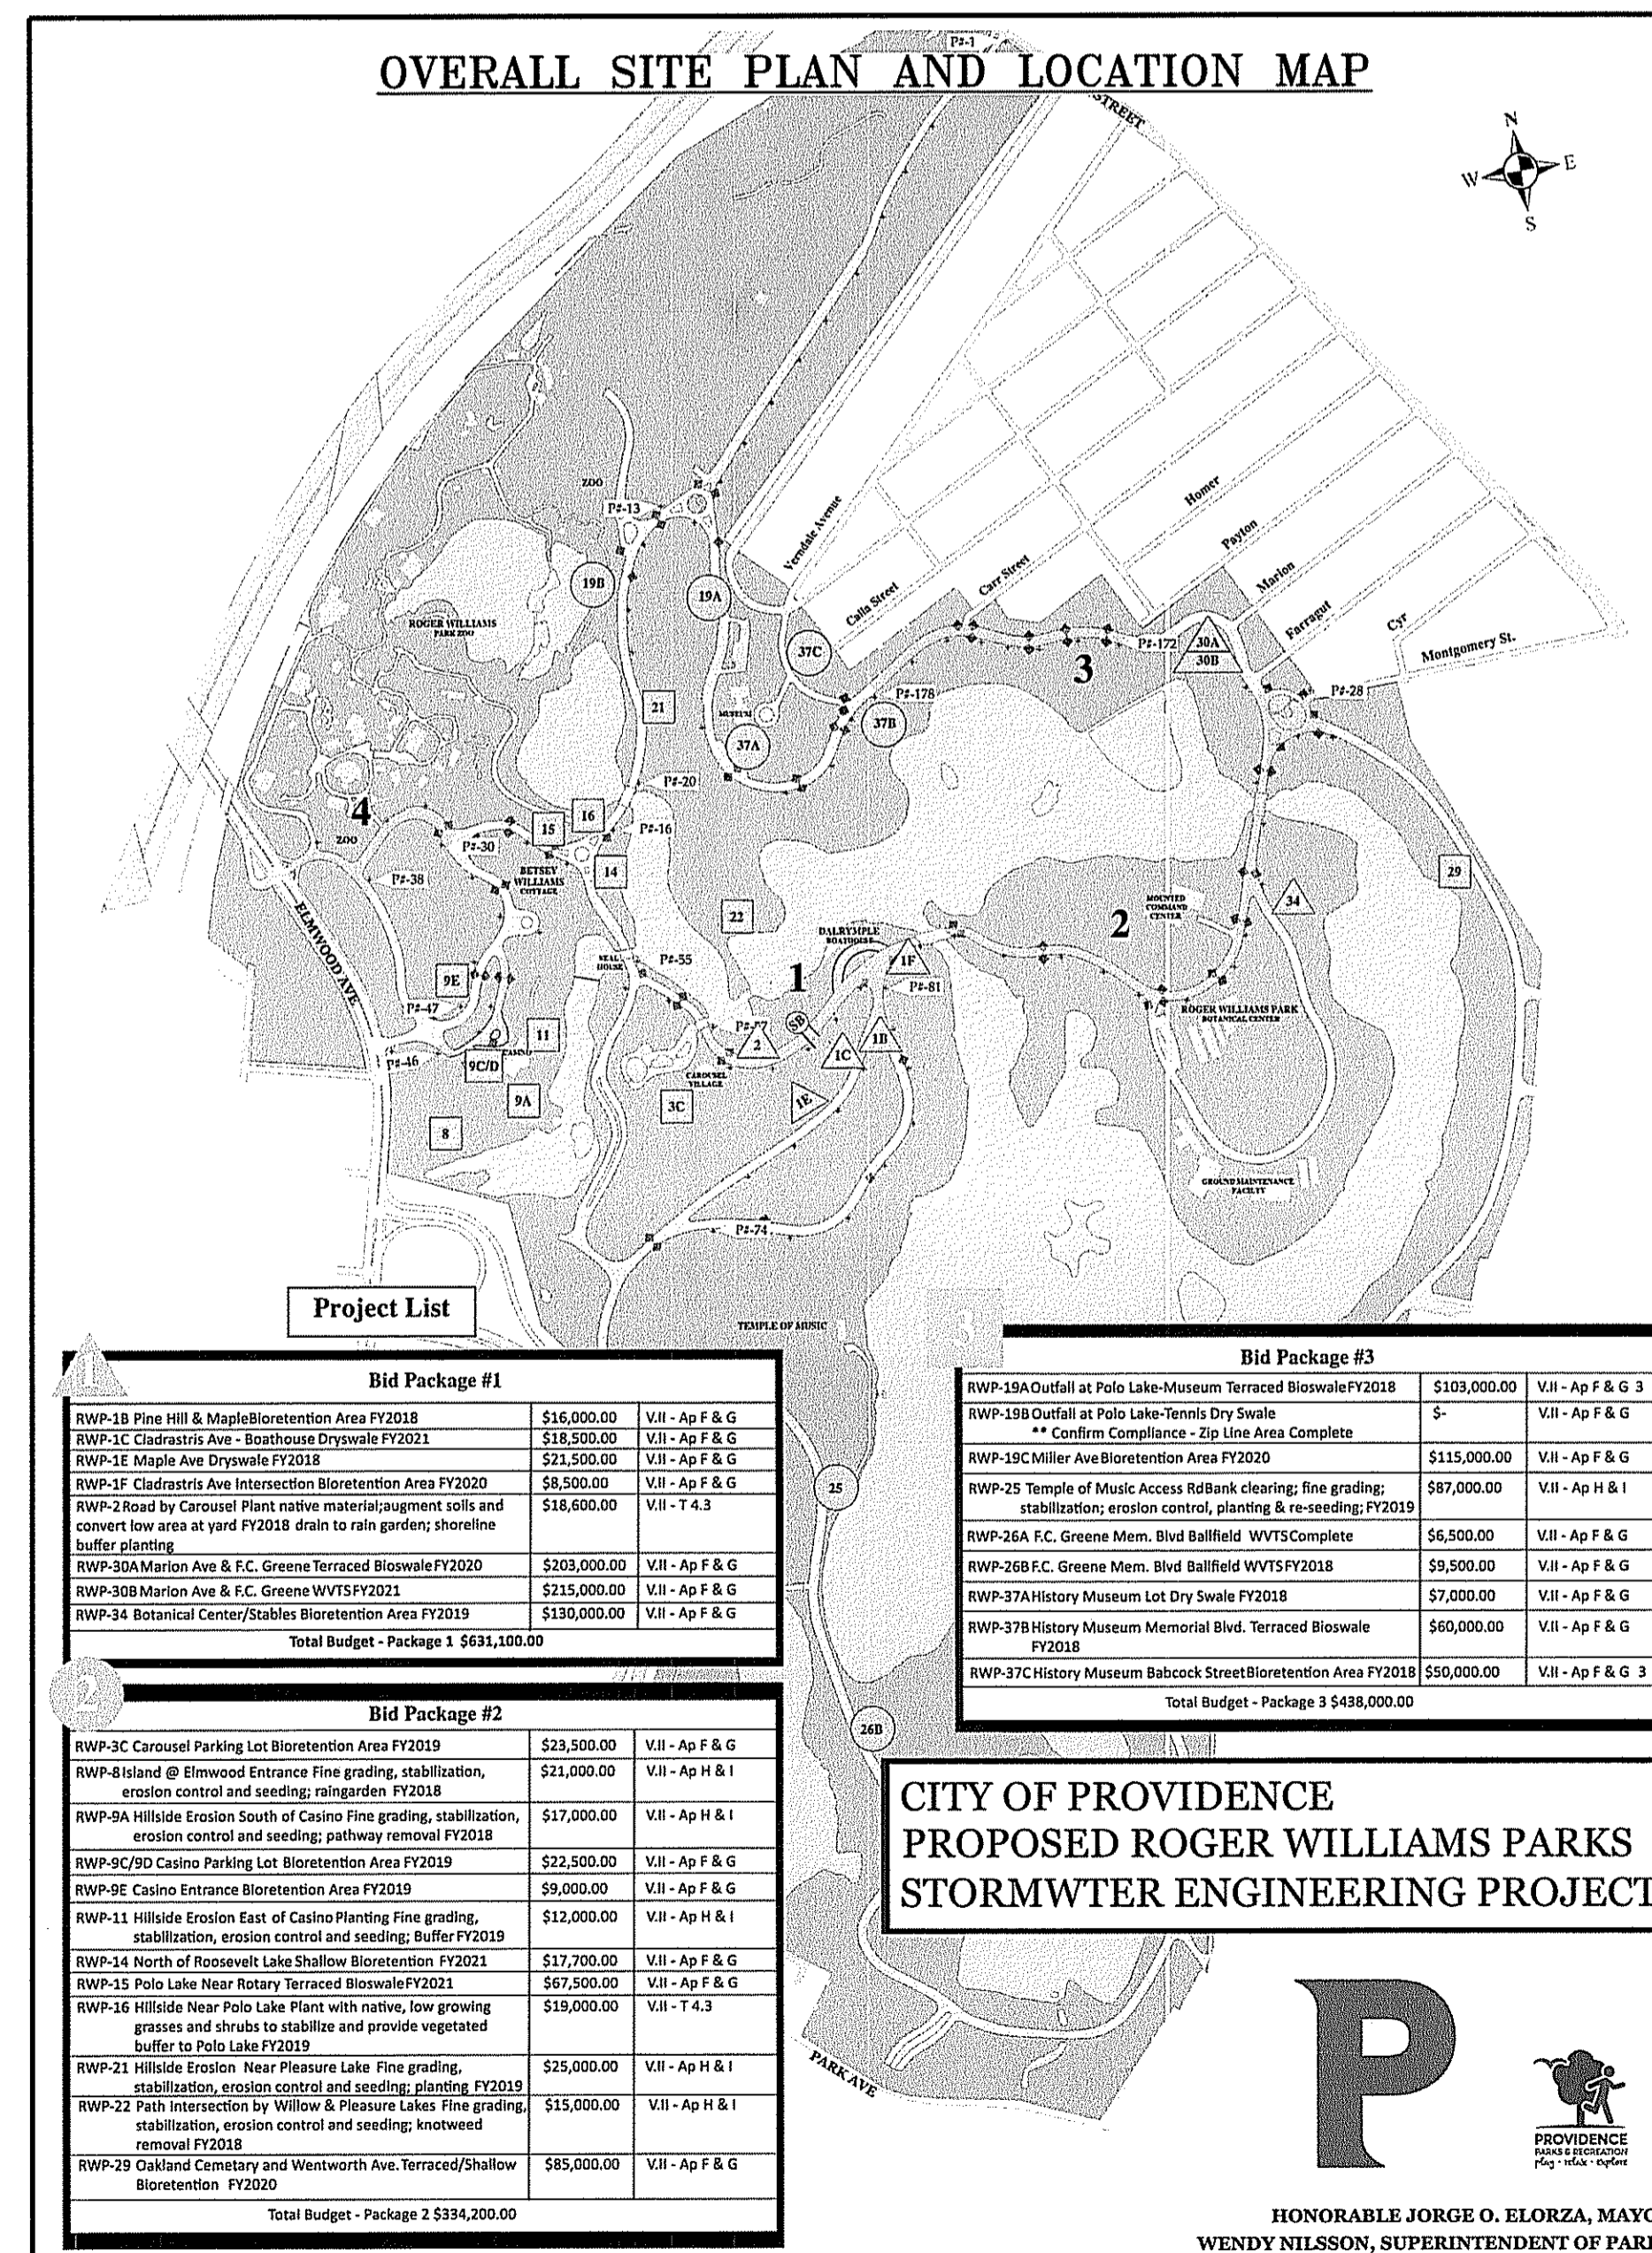 OVERALL SITE PLAN AND LOCATION MAP
P#-1
STREET
N
W
E
S
ZOO
P#-13
Verndale Avenue
Homer
Payton
Calla Street
Carr Street
Marion
Farragut
Cyr
Montgomery St.
19B
19A
ROGER WILLIAMS
PARK ZOO
37C
P#-172
30A
30B
3
P#-28
21
P#-178
MUSEUM
37B
37A
P#-20
4
ZOO
15
16
P#-16
P#-30
BETSEY
WILLIAMS
COTTAGE
14
P#-38
29
ELMWOOD AVE
22
DALRYMPLE
BOATHOUSE
2
MOUNTED
COMMAND
CENTER
34
SEAL
HOUSE
P#-55
1
1F
P#-81
9E
P#-47
11
ROGER WILLIAMS PARK
BOTANICAL CENTER
SB
2
1C
1B
P#-46
9C/D
CASINO
9A
CAROUSEL
VILLAGE
3C
1E
8
GROUND MAINTENANCE
FACILTY
P#-74
Project List
TEMPLE OF MUSIC
1
Bid Package #1
RWP-1B Pine Hill & MapleBioretention Area FY2018 $16,000.00 V.II - Ap F & G
RWP-1C Cladrastris Ave - Boathouse Dryswale FY2021 $18,500.00 V.II - Ap F & G
RWP-1E Maple Ave Dryswale FY2018 $21,500.00 V.II - Ap F & G
RWP-1F Cladrastris Ave Intersection Bioretention Area FY2020 $8,500.00 V.II - Ap F & G
RWP-2 Road by Carousel Plant native material;augment soils and $18,600.00 V.II - T 4.3
convert low area at yard FY2018 drain to rain garden; shoreline
buffer planting
RWP-30A Marion Ave & F.C. Greene Terraced Bioswale FY2020 $203,000.00 V.II - Ap F & G
RWP-30B Marion Ave & F.C. Greene WVTS FY2021 $215,000.00 V.II - Ap F & G
RWP-34 Botanical Center/Stables Bioretention Area FY2019 $130,000.00 V.II - Ap F & G
Total Budget - Package 1 $631,100.00
2
Bid Package #2
RWP-3C Carousel Parking Lot Bioretention Area FY2019 $23,500.00 V.II - Ap F & G
RWP-8 Island @ Elmwood Entrance Fine grading, stabilization, $21,000.00 V.II - Ap H & I
erosion control and seeding; raingarden FY2018
RWP-9A Hillside Erosion South of Casino Fine grading, stabilization, $17,000.00 V.II - Ap H & I
erosion control and seeding; pathway removal FY2018
RWP-9C/9D Casino Parking Lot Bioretention Area FY2019 $22,500.00 V.II - Ap F & G
RWP-9E Casino Entrance Bioretention Area FY2019 $9,000.00 V.II - Ap F & G
RWP-11 Hillside Erosion East of Casino Planting Fine grading, $12,000.00 V.II - Ap H & I
stabilization, erosion control and seeding; Buffer FY2019
RWP-14 North of Roosevelt Lake Shallow Bioretention FY2021 $17,700.00 V.II - Ap F & G
RWP-15 Polo Lake Near Rotary Terraced Bioswale FY2021 $67,500.00 V.II - Ap F & G
RWP-16 Hillside Near Polo Lake Plant with native, low growing $19,000.00 V.II - T 4.3
grasses and shrubs to stabilize and provide vegetated
buffer to Polo Lake FY2019
RWP-21 Hillside Erosion Near Pleasure Lake Fine grading, $25,000.00 V.II - Ap H & I
stabilization, erosion control and seeding; planting FY2019
RWP-22 Path Intersection by Willow & Pleasure Lakes Fine grading, $15,000.00 V.II - Ap H & I
stabilization, erosion control and seeding; knotweed
removal FY2018
RWP-29 Oakland Cemetary and Wentworth Ave. Terraced/Shallow $85,000.00 V.II - Ap F & G
Bioretention FY2020
Total Budget - Package 2 $334,200.00
3
Bid Package #3
RWP-19A Outfall at Polo Lake-Museum Terraced Bioswale FY2018 $103,000.00 V.II - Ap F & G 3
RWP-19B Outfall at Polo Lake-Tennis Dry Swale $- V.II - Ap F & G
** Confirm Compliance - Zip Line Area Complete
RWP-19C Miller Ave Bioretention Area FY2020 $115,000.00 V.II - Ap F & G
RWP-25 Temple of Music Access Rd Bank clearing; fine grading; $87,000.00 V.II - Ap H & I
stabilization; erosion control, planting & re-seeding; FY2019
RWP-26A F.C. Greene Mem. Blvd Ballfield WVTS Complete $6,500.00 V.II - Ap F & G
RWP-26B F.C. Greene Mem. Blvd Ballfield WVTS FY2018 $9,500.00 V.II - Ap F & G
RWP-37A History Museum Lot Dry Swale FY2018 $7,000.00 V.II - Ap F & G
RWP-37B History Museum Memorial Blvd. Terraced Bioswale $60,000.00 V.II - Ap F & G
FY2018
RWP-37C History Museum Babcock Street Bioretention Area FY2018 $50,000.00 V.II - Ap F & G 3
Total Budget - Package 3 $438,000.00
25
26B
PARK AVE
CITY OF PROVIDENCE
PROPOSED ROGER WILLIAMS PARKS
STORMWTER ENGINEERING PROJECT
P
PROVIDENCE
PARKS & RECREATION
play • relax • explore
HONORABLE JORGE O. ELORZA, MAYO
WENDY NILSSON, SUPERINTENDENT OF PAR